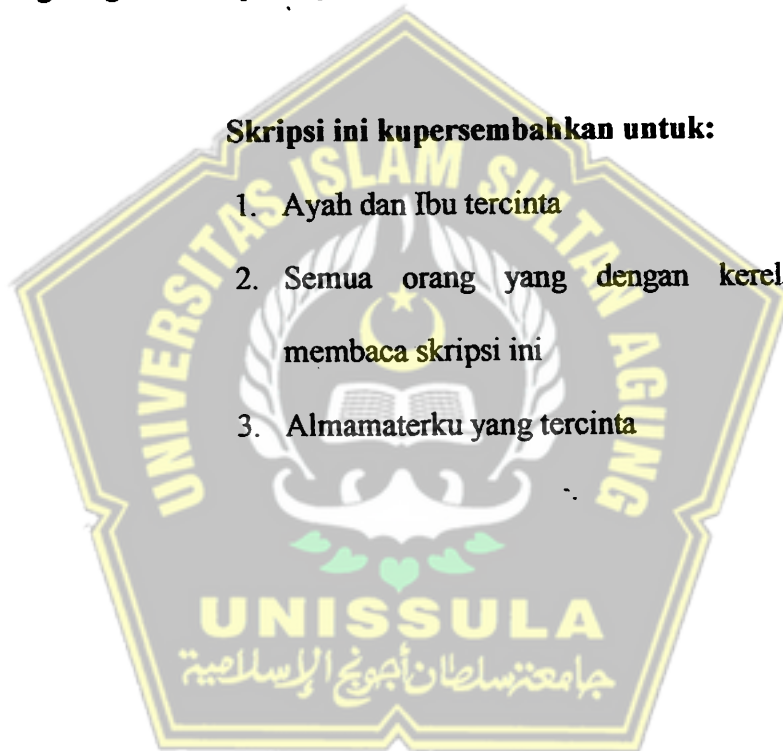 Skripsi ini kupersembahkan untuk:
1. Ayah dan Ibu tercinta
2. Semua orang yang dengan
membaca skripsi ini
3. Almamaterku yang tercinta
UNIVERSITAS ISLAM SULTAN AGUNG
UNISSULA
جامعة سلطان أجونج الإسلامية